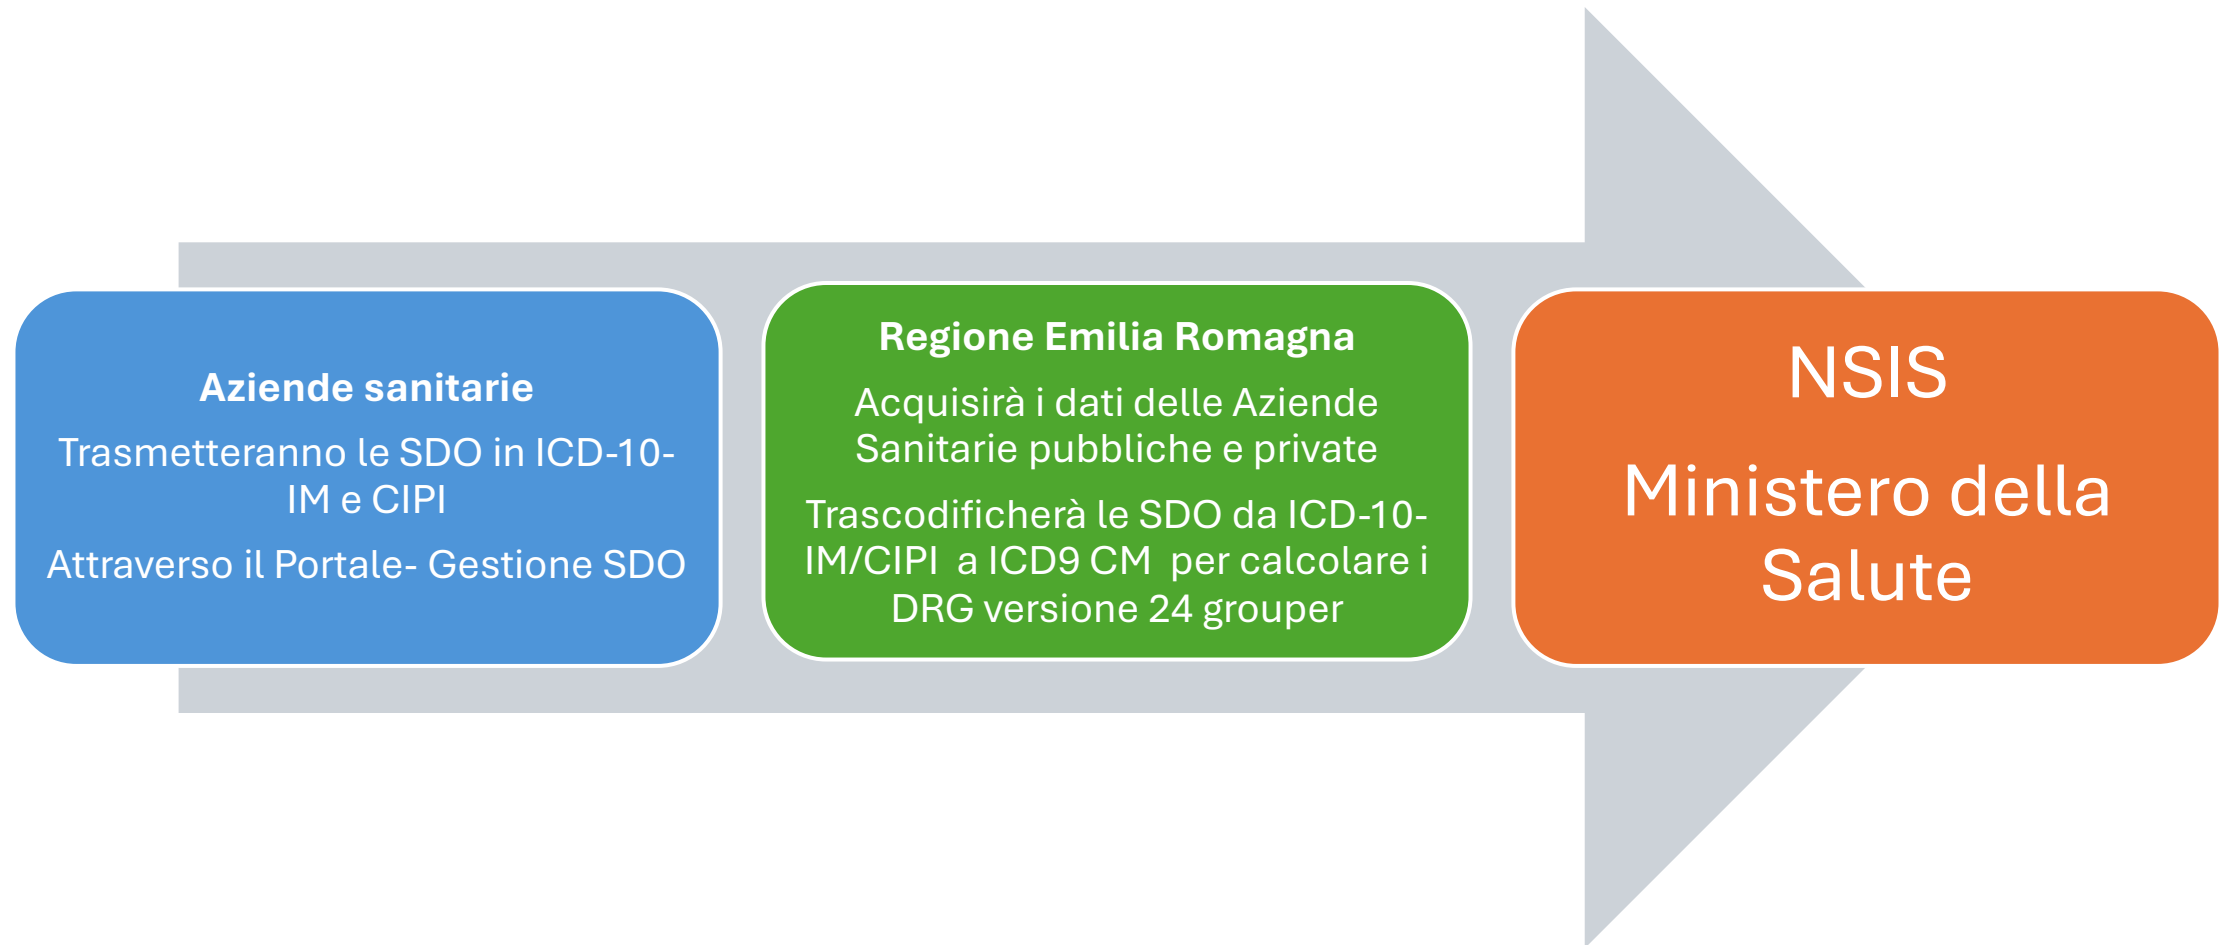 Aziende sanitarie
Trasmetteranno le SDO in ICD-10-
IM e CIPI
Attraverso il Portale- Gestione SDO
Regione Emilia Romagna
Acquisirà i dati delle Aziende
Sanitarie pubbliche e private
Trascodificherà le SDO da ICD-10-
IM/CIPI  a ICD9 CM  per calcolare i
DRG versione 24 grouper
NSIS
Ministero della
Salute